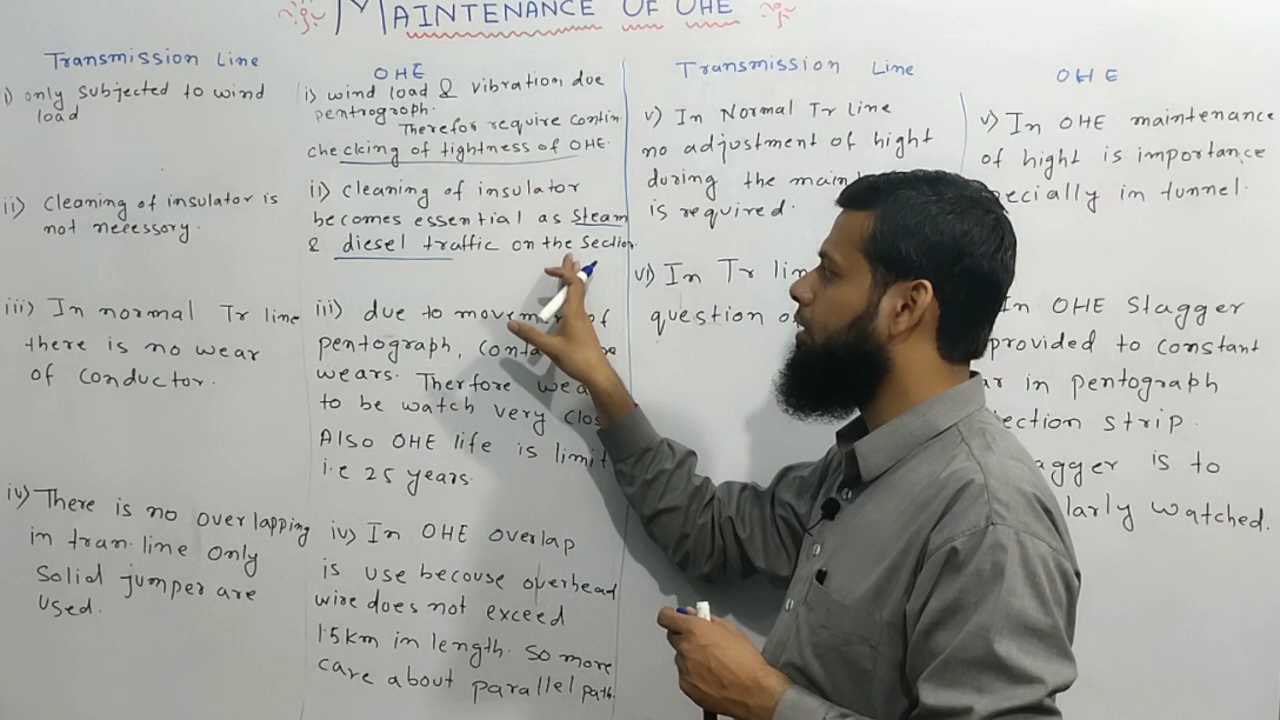 MAINTENANCE OF OHE
Transmission Line
i) only subjected to wind
load
ii) cleaning of insulator is
not necessory.
iii) In normal Tr line
there is no wear
of conductor.
iv) There is no overlapping
in tran. line only
solid jumper are
used.
OHE
i) wind load & vibration due
pentrograph.
Therefor require contin
checking of tightness of OHE.
ii) cleaning of insulator
becomes essential as steam
& diesel traffic on the section.
iii) due to of
pentograph,
wears. Therfore
to be watch very
Also OHE life is limit
i.e 25 years.
iv) In OHE overlap
is use becouse overhead
wire does not exceed
1.5km in length. So more
care about parallel path.
Transmission Line
v) In Normal Tr line
no adjustment of hight
during the
is required.
vi) In Tr
question
OHE
v) In OHE maintenance
of hight is importance
in tunnel.
In OHE stagger
provided to constant
in pentograph
strip.
is to
watched.